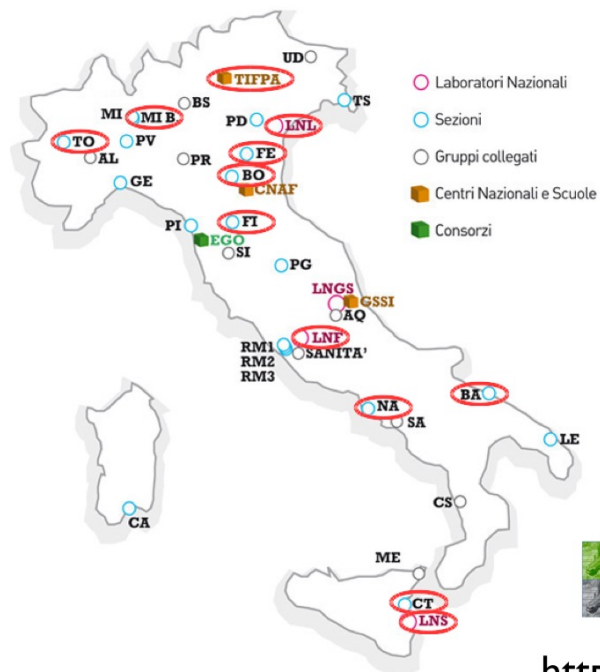 UD
TIFPA
BS
TS
MI
MI B
PD
LNL
TO
PV
AL
PR
FE
BO
CNAF
GE
PI
FI
EGO
SI
PG
LNGS
GSSI
AQ
RM1
RM2
RM3
LNF
SANITA'
BA
NA
SA
LE
CA
CS
ME
CT
LNS
Laboratori Nazionali
Sezioni
Gruppi collegati
Centri Nazionali e Scuole
Consorzi